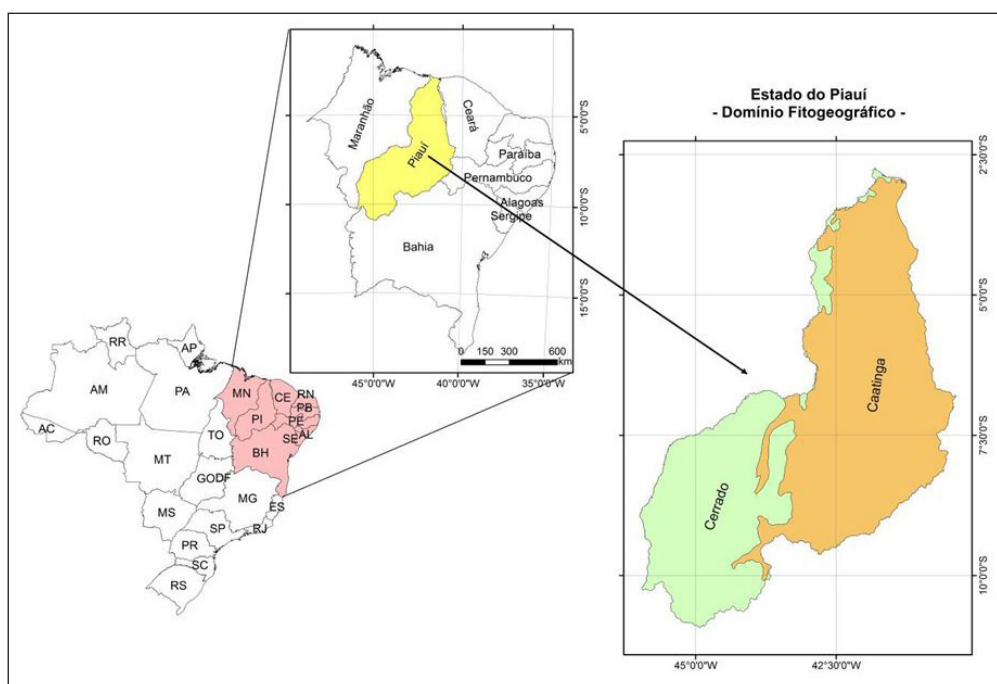 RR
AP
AM
PA
AC
RO
MT
TO
MN
CE
RN
PB
PI
PE
AL
SE
BH
GO
DF
MG
ES
MS
SP
RJ
PR
SC
RS
Maranhão
Ceará
Piauí
Paraíba
Pernambuco
Alagoas
Sergipe
Bahia
5°0'0"S
10°0'0"S
15°0'0"S
0 150 300 600
km
45°0'0"W 40°0'0"W 35°0'0"W
Estado do Piauí
- Domínio Fitogeográfico -
Caatinga
Cerrado
2°30'0"S
5°0'0"S
7°30'0"S
10°0'0"S
45°0'0"W 42°30'0"W